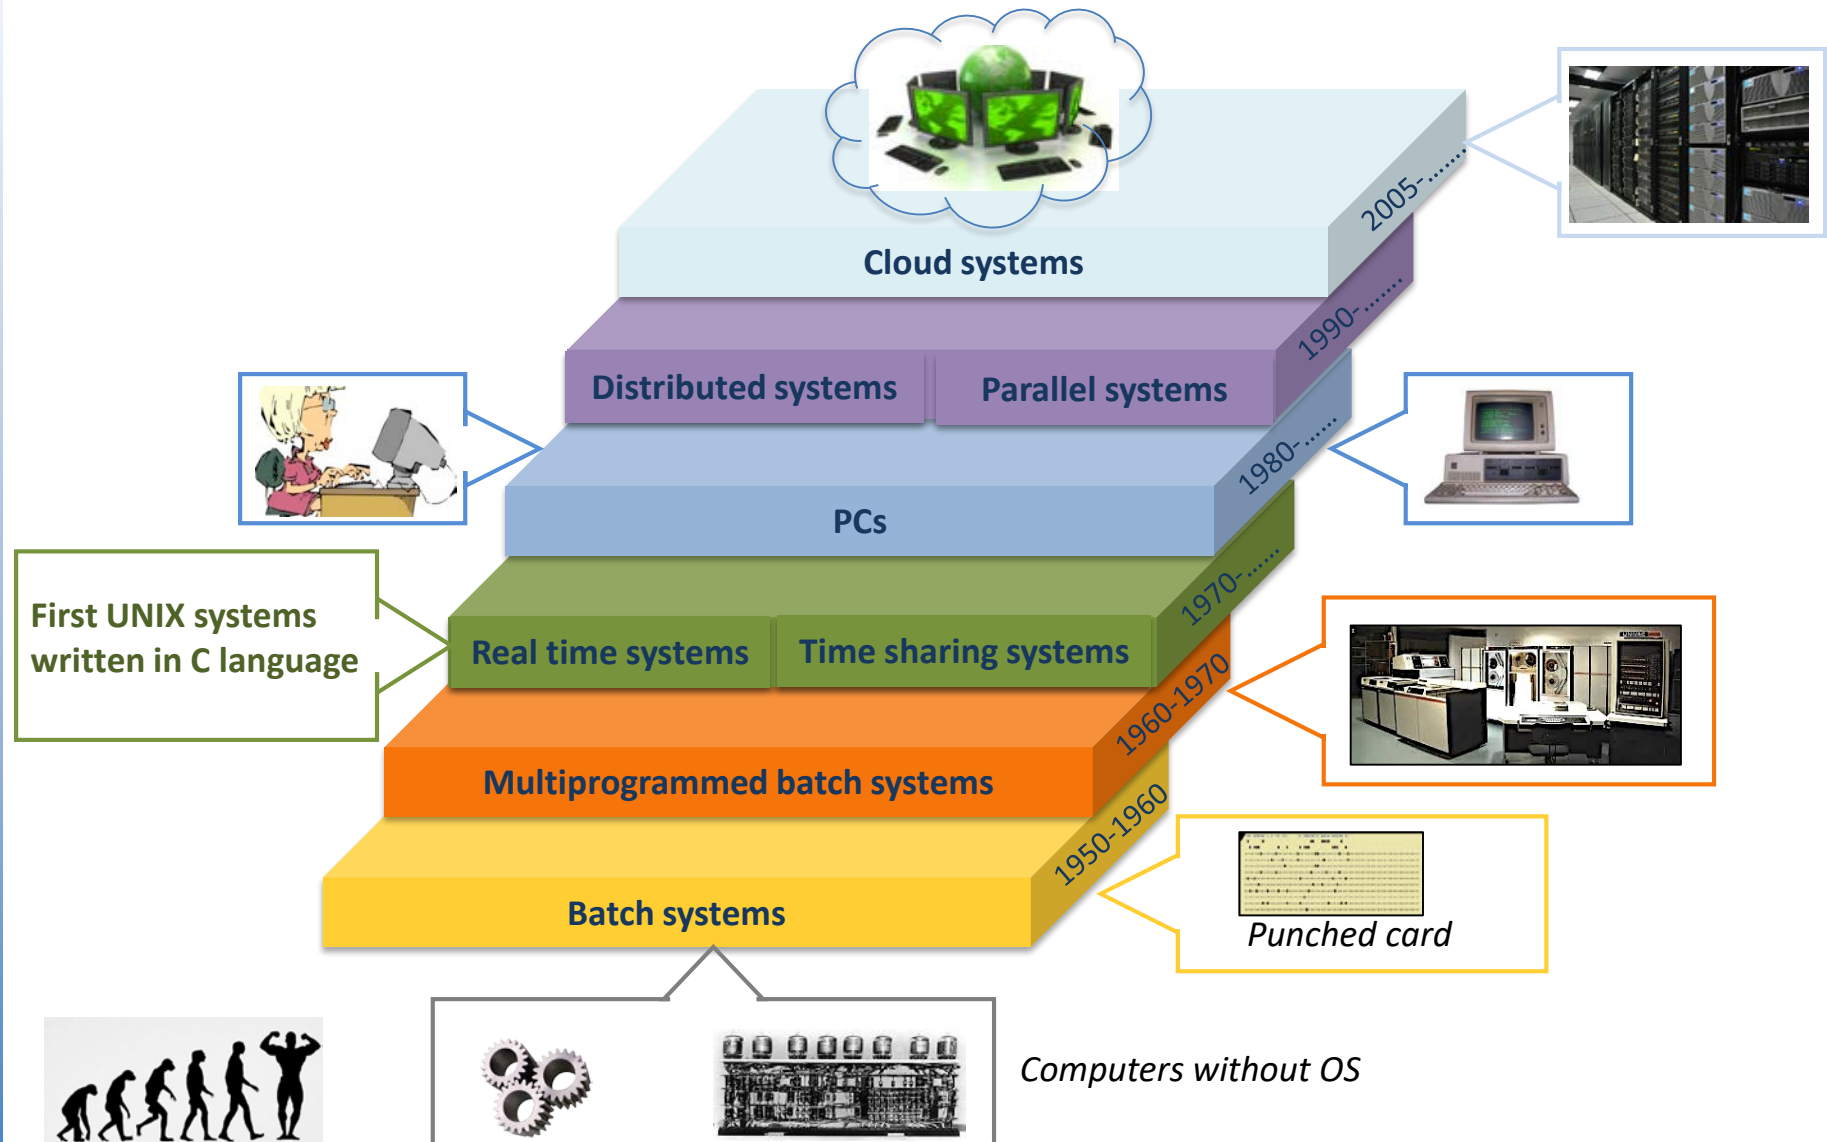 Cloud systems
2005-.......
Distributed systems
Parallel systems
1990-.......
PCs
1980-......
First UNIX systems
written in C language
Real time systems
Time sharing systems
1970-......
Multiprogrammed batch systems
1960-1970
Batch systems
1950-1960
Punched card
Computers without OS